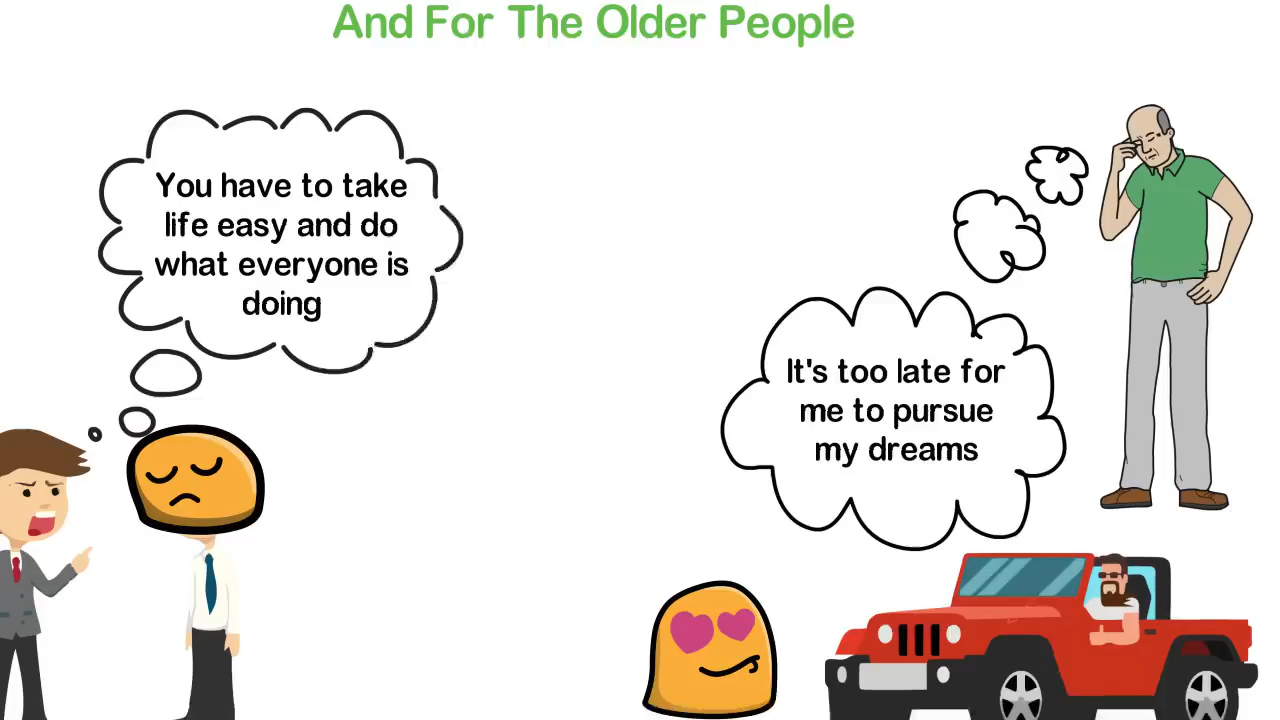 And For The Older People
You have to take
life easy and do
what everyone is
doing
It's too late for
me to pursue
my dreams